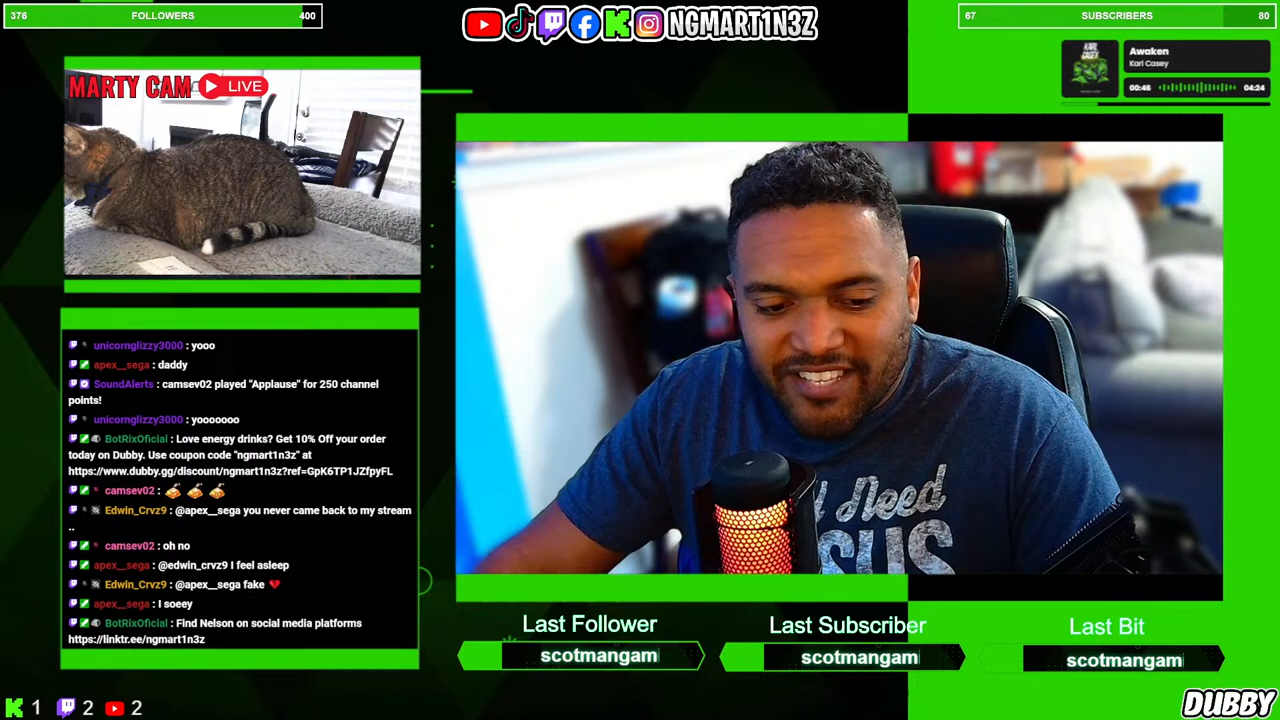 376 FOLLOWERS 400
NGMART1N3Z
67 SUBSCRIBERS 80
Awaken
Karl Casey
00:46 04:24
MARTY CAM LIVE
unicornglizzy3000 : yooo
apex__sega : daddy
SoundAlerts : camsev02 played "Applause" for 250 channel
points!
unicornglizzy3000 : yooooooo
BotRixOficial : Love energy drinks? Get 10% Off your order
today on Dubby. Use coupon code "ngmart1n3z" at
https://www.dubby.gg/discount/ngmart1n3z?ref=GpK6TP1JZfpyFL
camsev02 :
Edwin_Crvz9 : @apex__sega you never came back to my stream
..
camsev02 : oh no
apex__sega : @edwin_crvz9 I feel asleep
Edwin_Crvz9 : @apex__sega fake 💔
apex__sega : I soeey
BotRixOficial : Find Nelson on social media platforms
https://linktr.ee/ngmart1n3z
Need
Last Follower
scotmangam
Last Subscriber
scotmangam
Last Bit
scotmangam
1 2 2
DUBBY